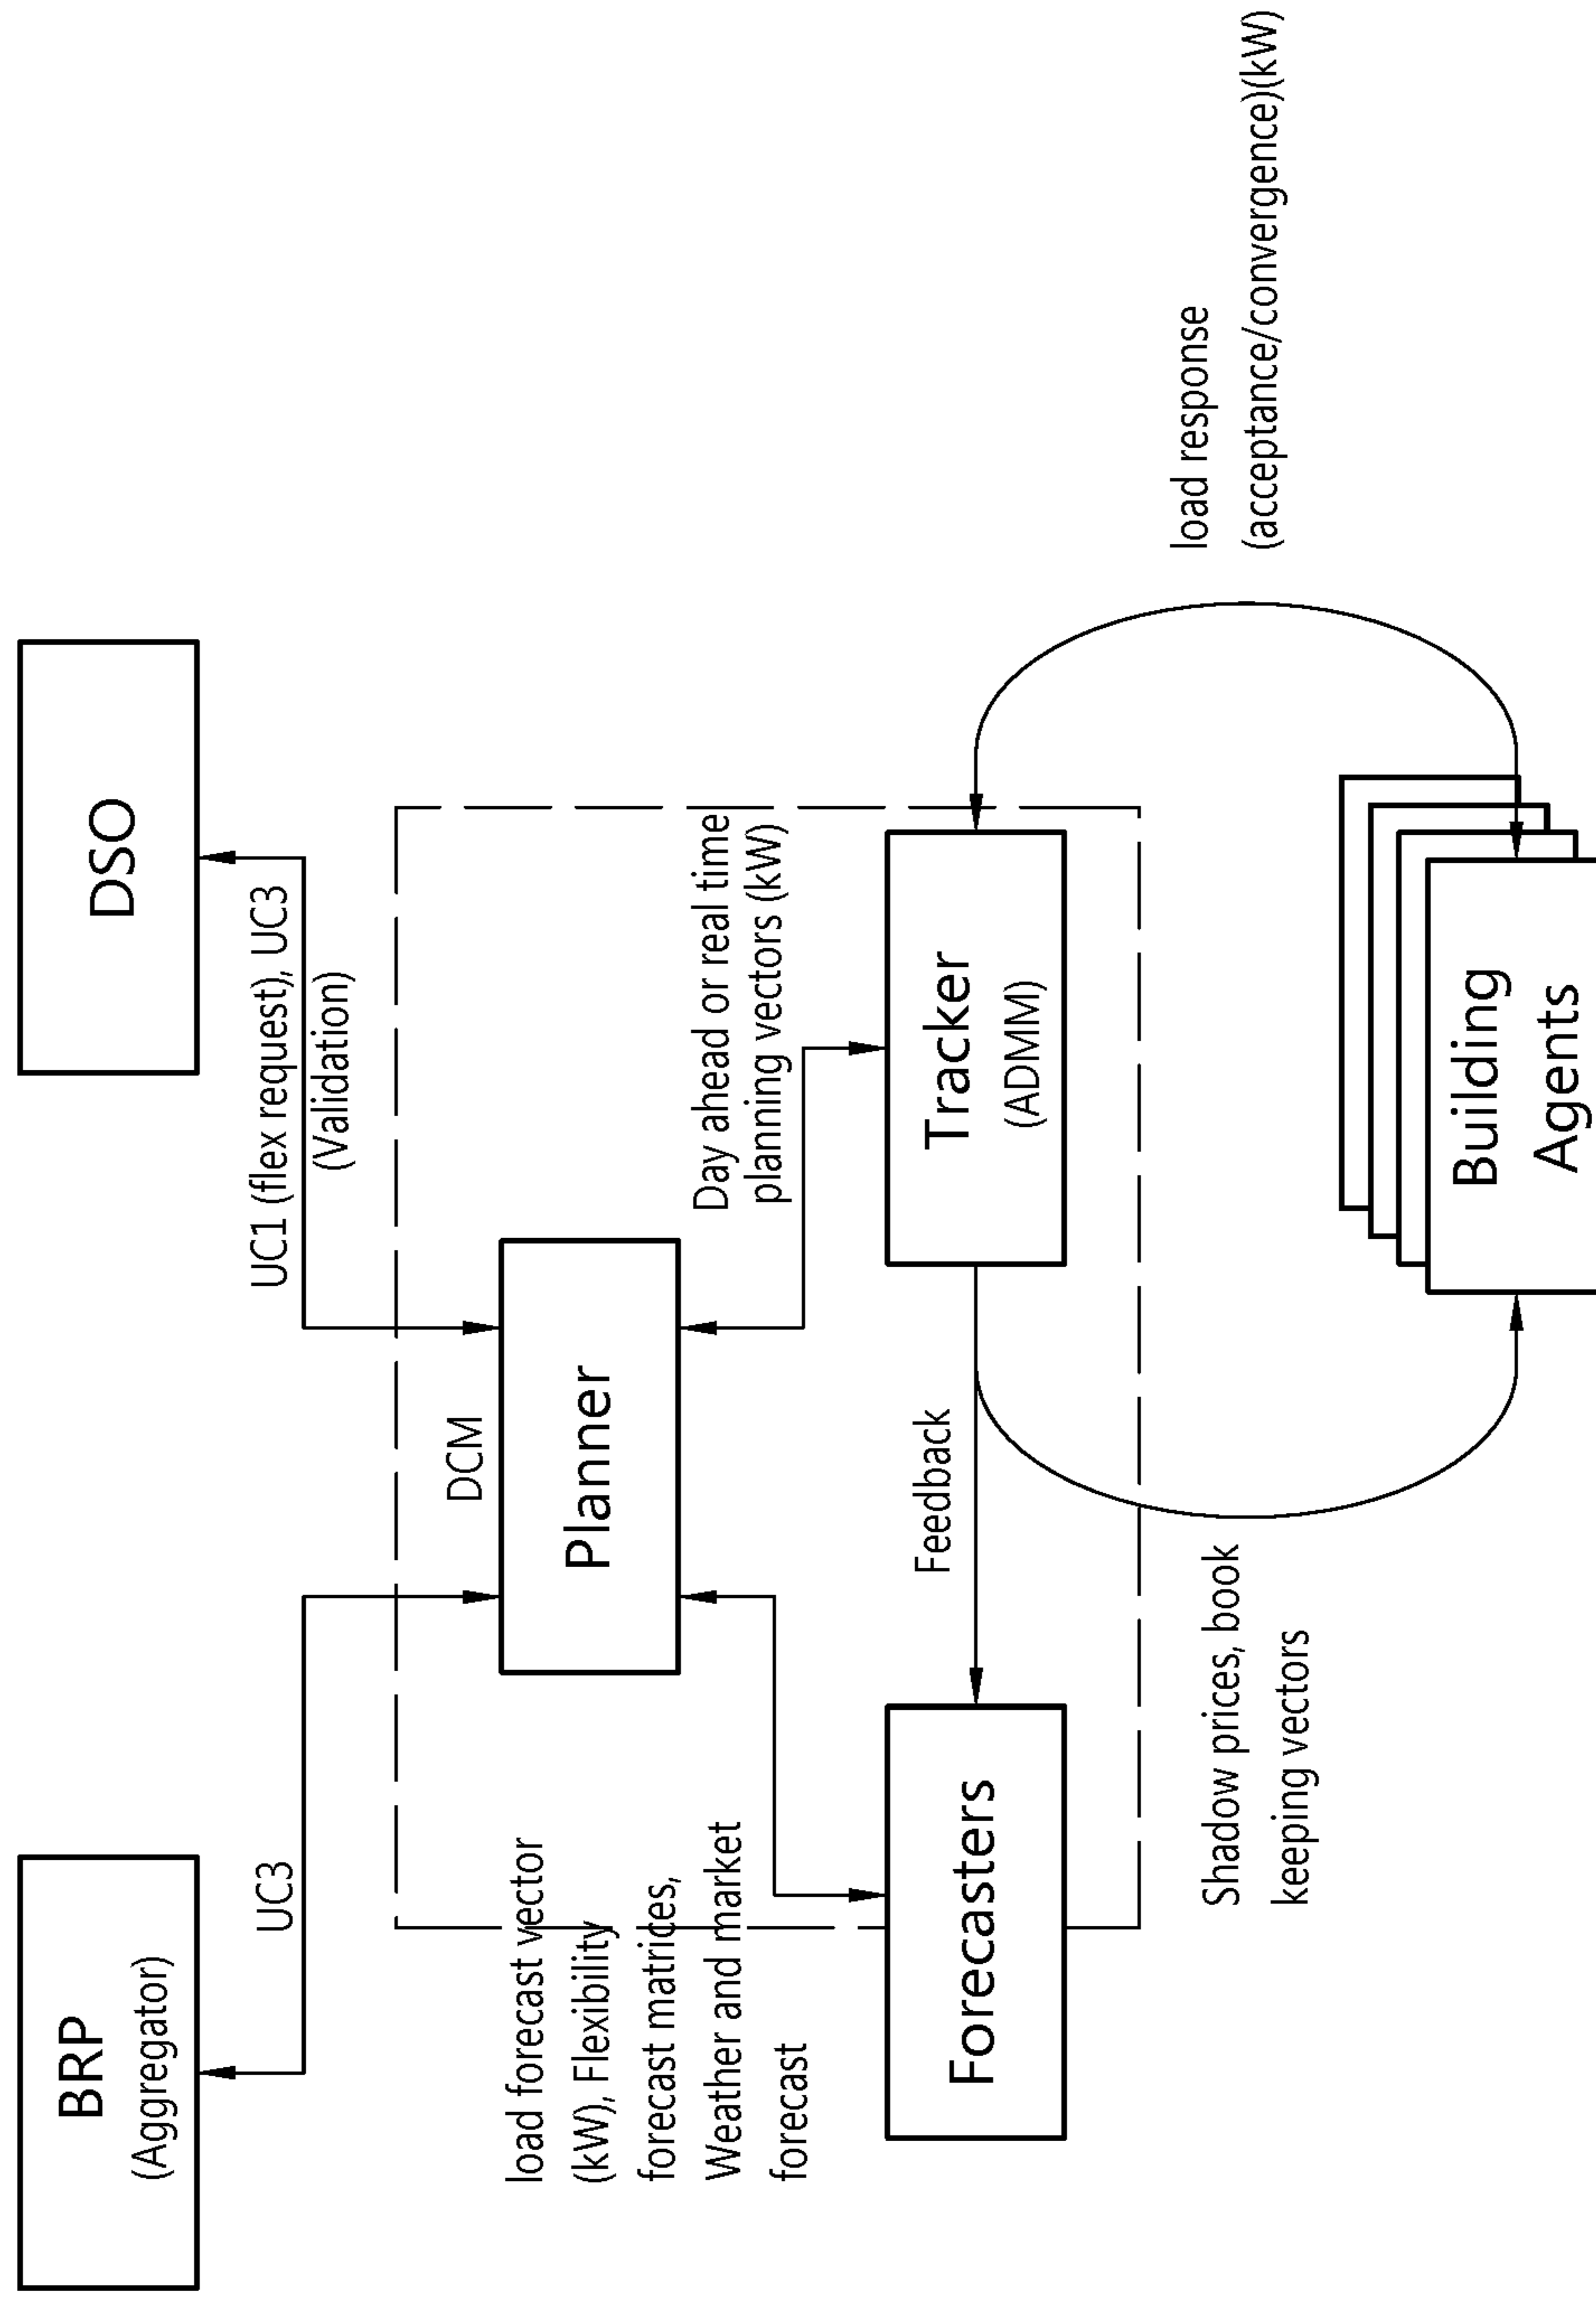 BRP
(Aggregator)
DSO
UC3
UC1 (flex request), UC3
(Validation)
DCM
Planner
load forecast vector
(kW), Flexibility
forecast matrices,
Weather and market
forecast
Day ahead or real time
planning vectors (kW)
Forecasters
Feedback
Tracker
(ADMM)
Shadow prices, book
keeping vectors
load response
(acceptance/convergence)(kW)
Building
Agents